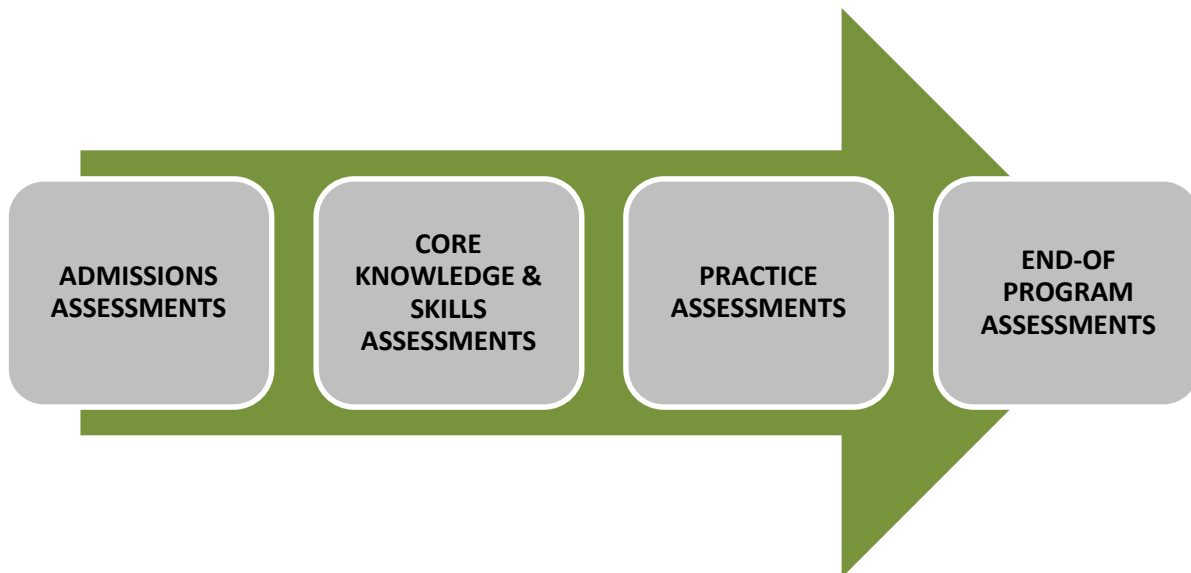 ADMISSIONS
ASSESSMENTS
CORE
KNOWLEDGE &
SKILLS
ASSESSMENTS
PRACTICE
ASSESSMENTS
END-OF
PROGRAM
ASSESSMENTS